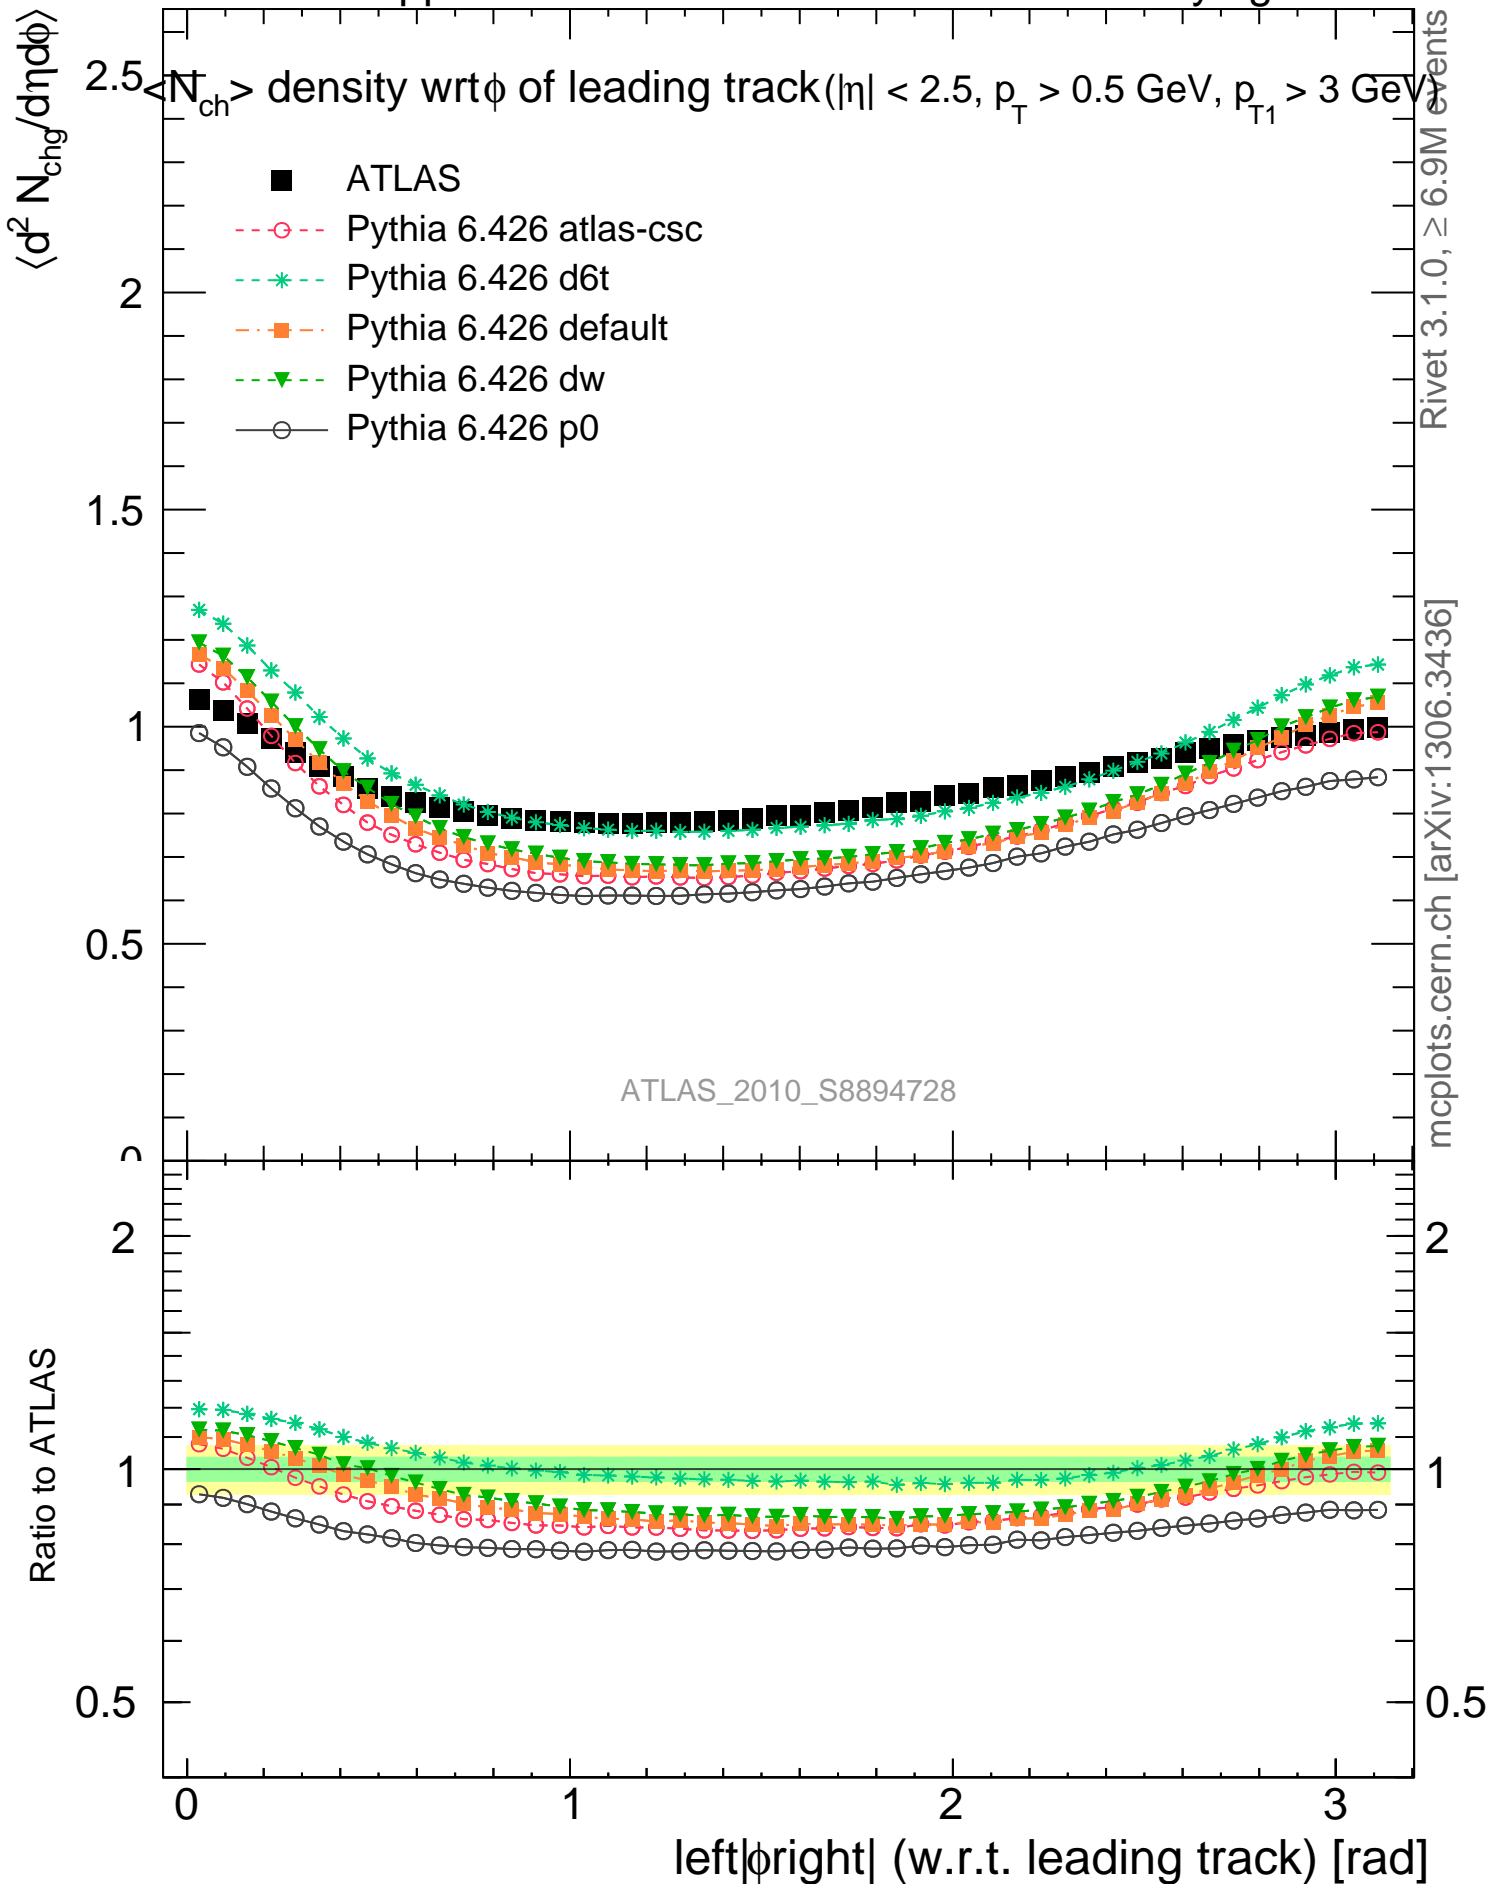 ⟨d² N_chg/dηdφ⟩
<N_ch> density wrtφ of leading track(|η| < 2.5, p_T > 0.5 GeV, p_T1 > 3 GeV)
ATLAS
Pythia 6.426 atlas-csc
Pythia 6.426 d6t
Pythia 6.426 default
Pythia 6.426 dw
Pythia 6.426 p0
2.5
2
1.5
1
0.5
0
ATLAS_2010_S8894728
Rivet 3.1.0, ≥ 6.9M events
mcplots.cern.ch [arXiv:1306.3436]
Ratio to ATLAS
2
1
0.5
2
1
0.5
0 1 2 3
left|φright| (w.r.t. leading track) [rad]